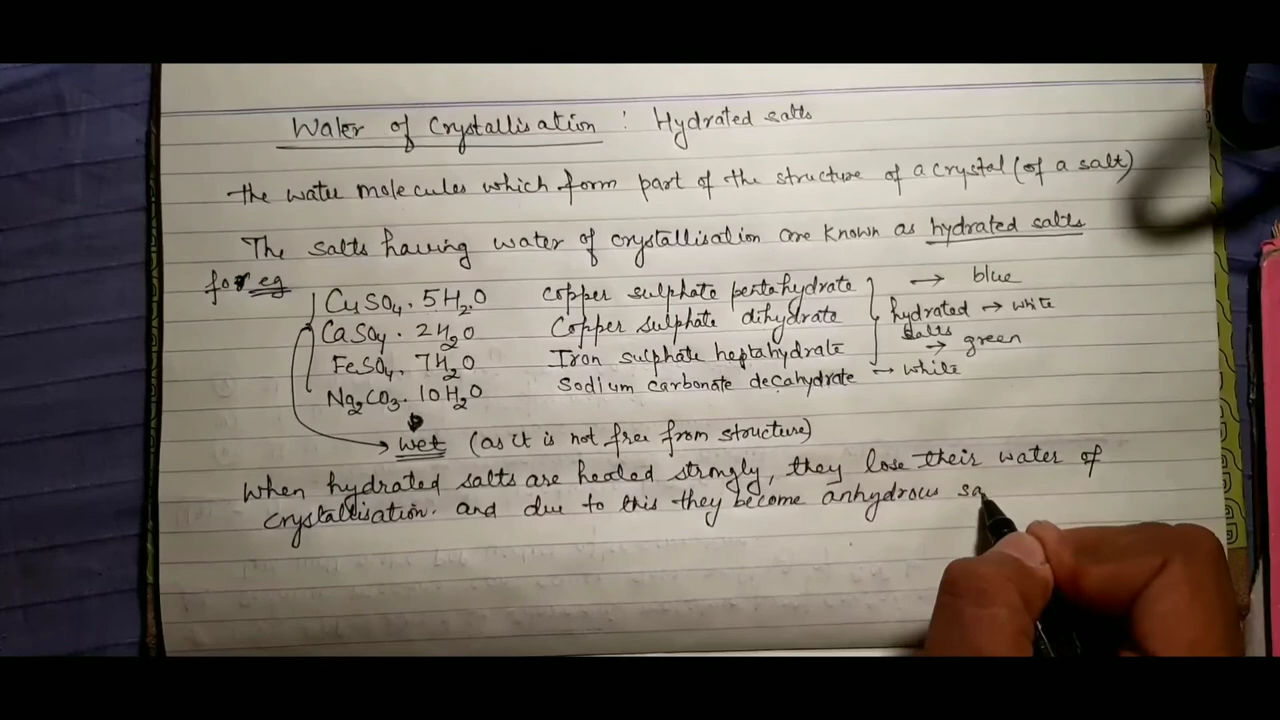 Water of Crystallisation : Hydrated salts
the water molecules which form part of the structure of a crystal (of a salt)
The salts having water of crystallisation are known as hydrated salts
for eg
CuSO4 . 5H2O Copper sulphate pentahydrate → blue
CaSO4 . 2H2O Copper sulphate dihydrate hydrated salts → white
FeSO4 . 7H2O Iron sulphate heptahydrate → green
Na2CO3 . 10H2O Sodium carbonate decahydrate → white
→ wet (as it is not free from structure)
When hydrated salts are heated strongly, they lose their water of
crystallisation. and due to this they become anhydrous sa